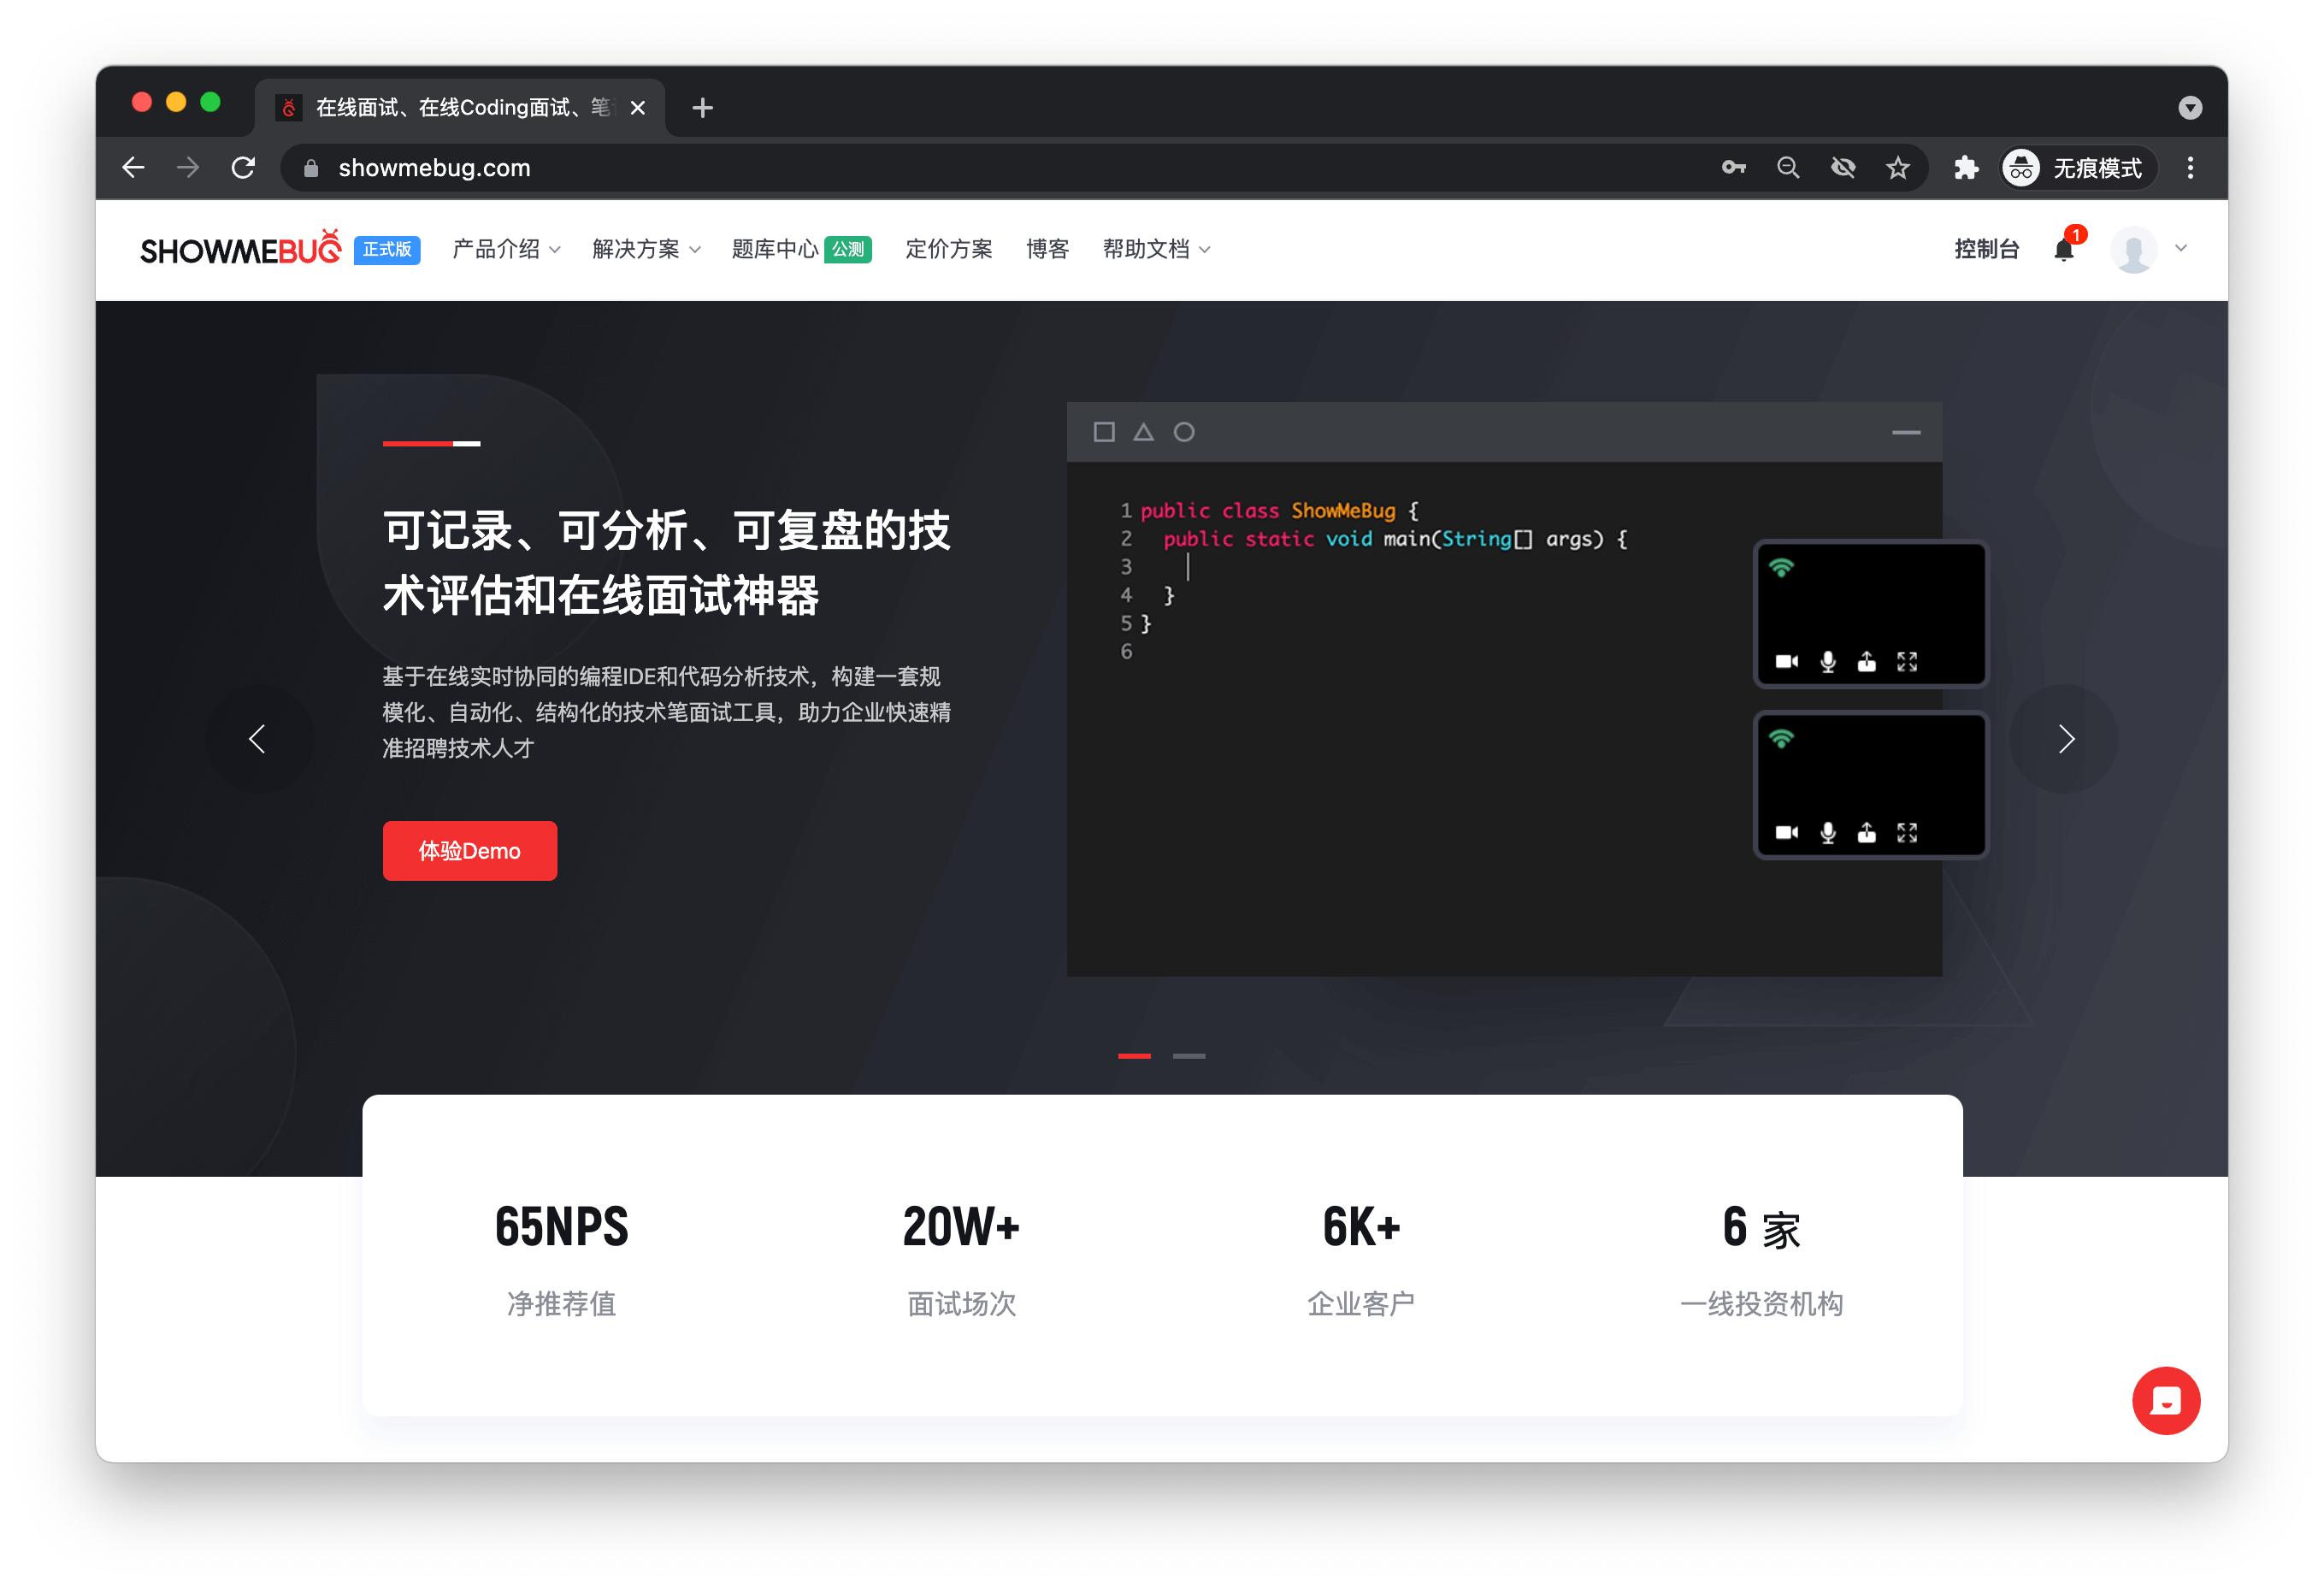 在线面试、在线Coding面试、笔
showmebug.com
无痕模式
SHOWMEBUG 正式版 产品介绍 解决方案 题库中心 公测 定价方案 博客 帮助文档 控制台 1
可记录、可分析、可复盘的技
术评估和在线面试神器
基于在线实时协同的编程IDE和代码分析技术，构建一套规
模化、自动化、结构化的技术笔面试工具，助力企业快速精
准招聘技术人才
体验Demo
1 public class ShowMeBug {
2 public static void main(String[] args) {
3
4 }
5 }
6
65NPS 20W+ 6K+ 6 家
净推荐值 面试场次 企业客户 一线投资机构